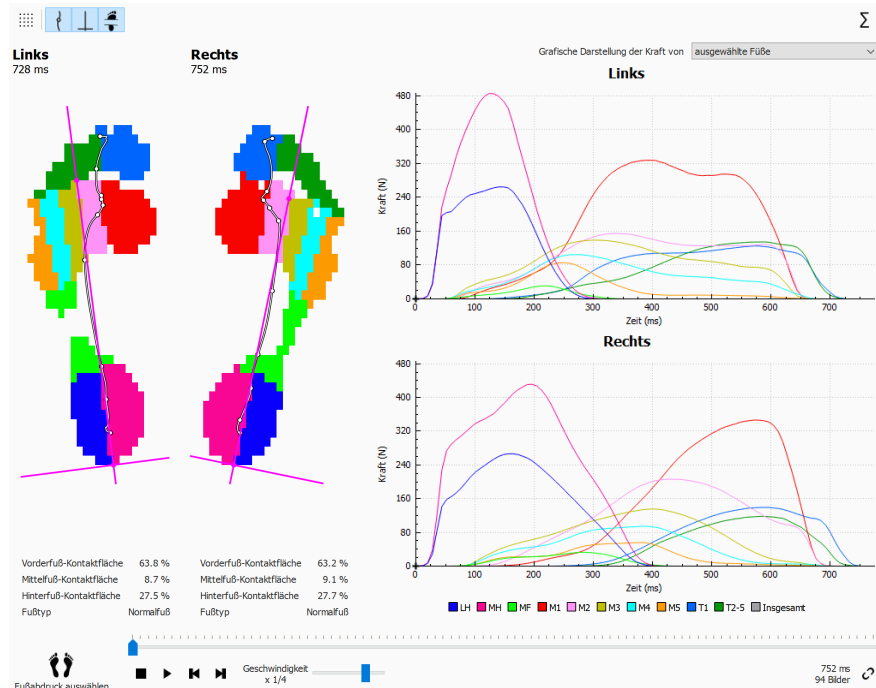 Σ
Links
728 ms
Rechts
752 ms
Grafische Darstellung der Kraft von ausgewählte Füße
Links
480
400
320
240
160
80
0
Kraft (N)
0 100 200 300 400 500 600 700
Zeit (ms)
Rechts
480
400
320
240
160
80
0
Kraft (N)
0 100 200 300 400 500 600 700
Zeit (ms)
LH MH MF M1 M2 M3 M4 M5 T1 T2-5 Insgesamt
Vorderfuß-Kontaktfläche 63.8 % Vorderfuß-Kontaktfläche 63.2 %
Mittelfuß-Kontaktfläche 8.7 % Mittelfuß-Kontaktfläche 9.1 %
Hinterfuß-Kontaktfläche 27.5 % Hinterfuß-Kontaktfläche 27.7 %
Fußtyp Normalfuß Fußtyp Normalfuß
Geschwindigkeit
x 1/4
752 ms
94 Bilder
Fußabdruck auswählen